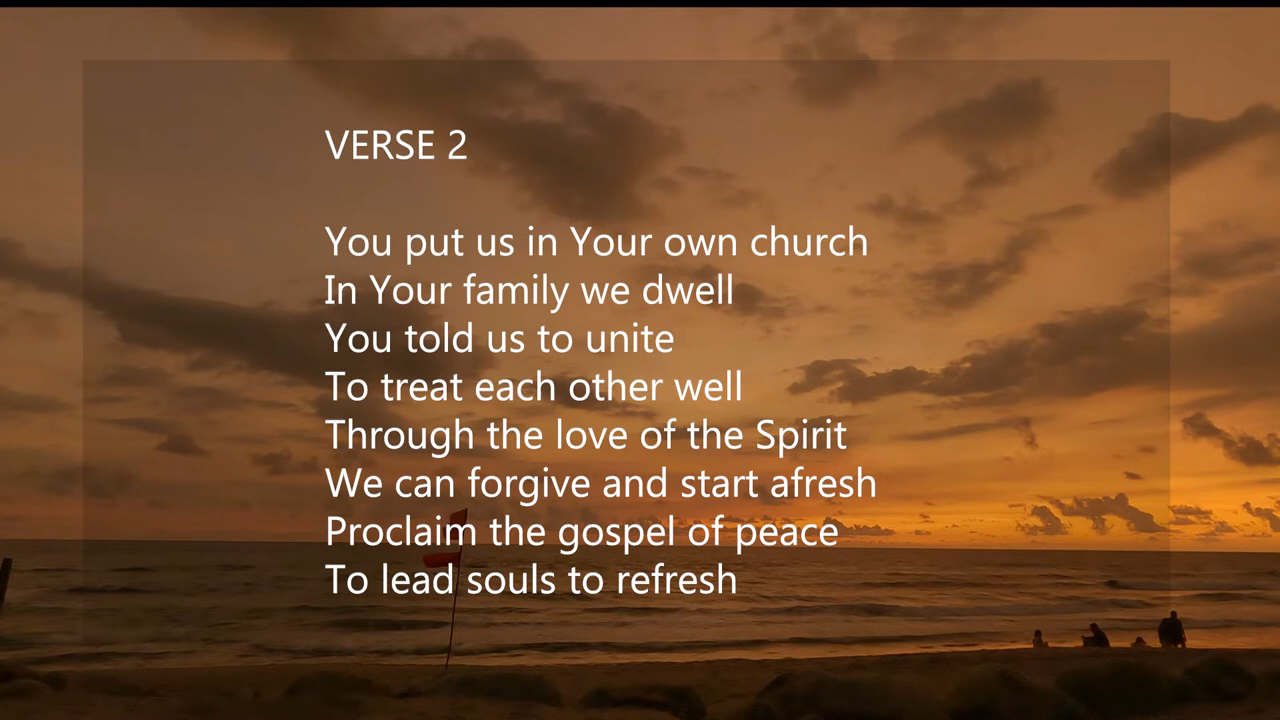 VERSE 2
You put us in Your own church
In Your family we dwell
You told us to unite
To treat each other well
Through the love of the Spirit
We can forgive and start afresh
Proclaim the gospel of peace
To lead souls to refresh